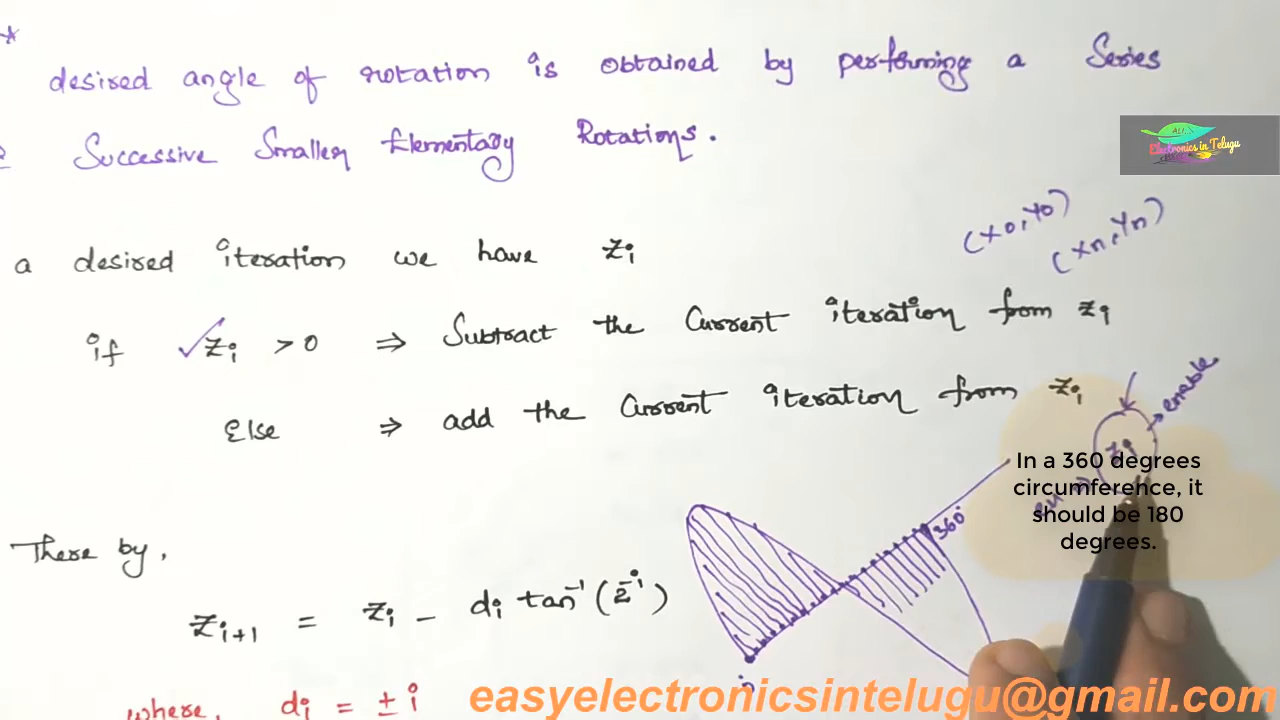 *
desired angle of rotation is obtained by performing a Series
Successive Smaller Elementary Rotations.
ALL
Electronics in Telugu
(x0,y0)
(xn,yn)
a desired iteration we have Zi
if ✓Zi > 0 ⇒ Subtract the Current iteration from Zi
Else ⇒ add the Current iteration from Zi
enable
Zi
In a 360 degrees
circumference, it
should be 180
degrees.
360°
There by,
Zi+1 = Zi - di tan⁻¹(2⁻ⁱ)
where, di = ± i
easyelectronicsintelugu@gmail.com